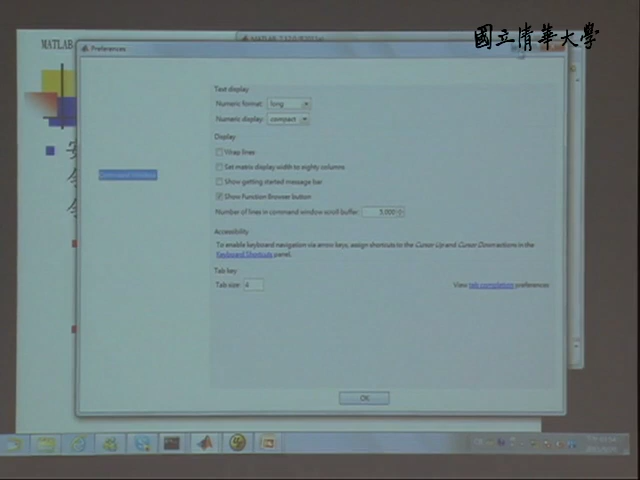 國立清華大學
MATLAB
Preferences
Text display
Numeric format: long
Numeric display: compact
Display
Wrap lines
Set matrix display width to eighty columns
Show getting started message bar
Show Function Browser button
Number of lines in command window scroll buffer: 5,000
Command Window
Accessibility
To enable keyboard navigation via arrow keys, assign shortcuts to the Cursor Up and Cursor Down actions in the
Keyboard Shortcuts panel.
Tab key
Tab size: 4
View tab completion preferences
OK